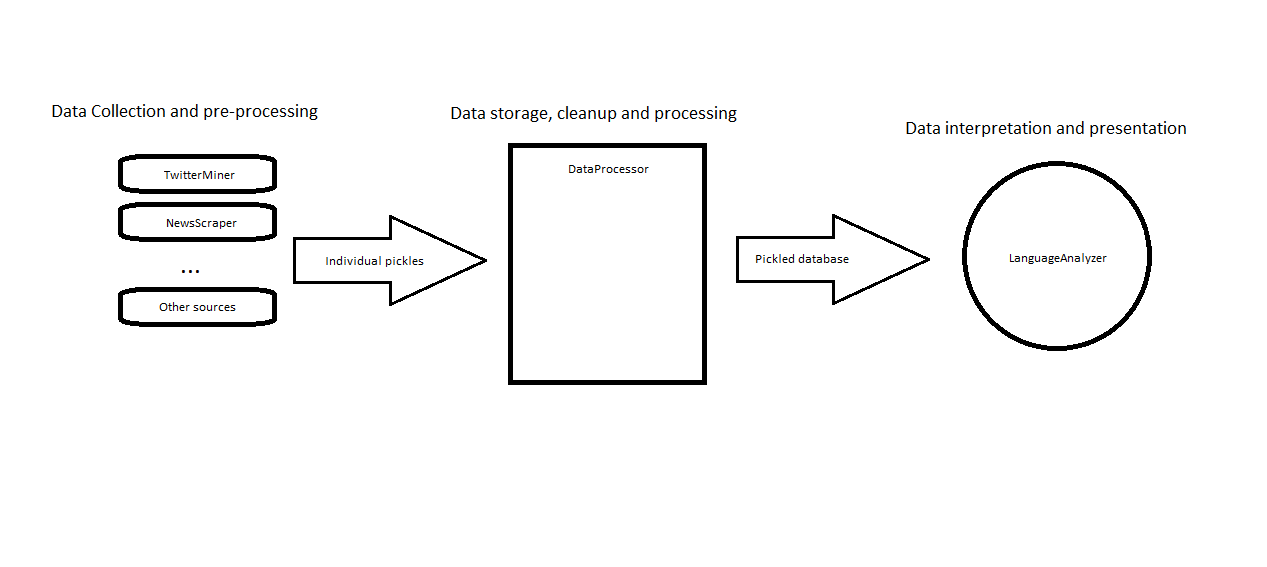 Data Collection and pre-processing
TwitterMiner
NewsScraper
...
Other sources
Individual pickles
Data storage, cleanup and processing
DataProcessor
Pickled database
Data interpretation and presentation
LanguageAnalyzer